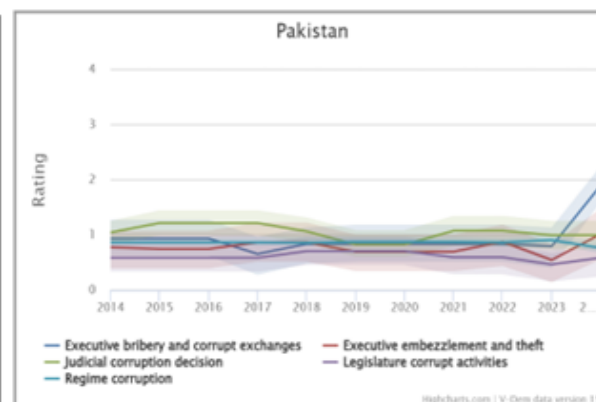 Pakistan
4
3
2
1
0
Rating
2014 2015 2016 2017 2018 2019 2020 2021 2022 2023 2...
Executive bribery and corrupt exchanges Executive embezzlement and theft
Judicial corruption decision Legislature corrupt activities
Regime corruption
Highcharts.com | V-Dem data version